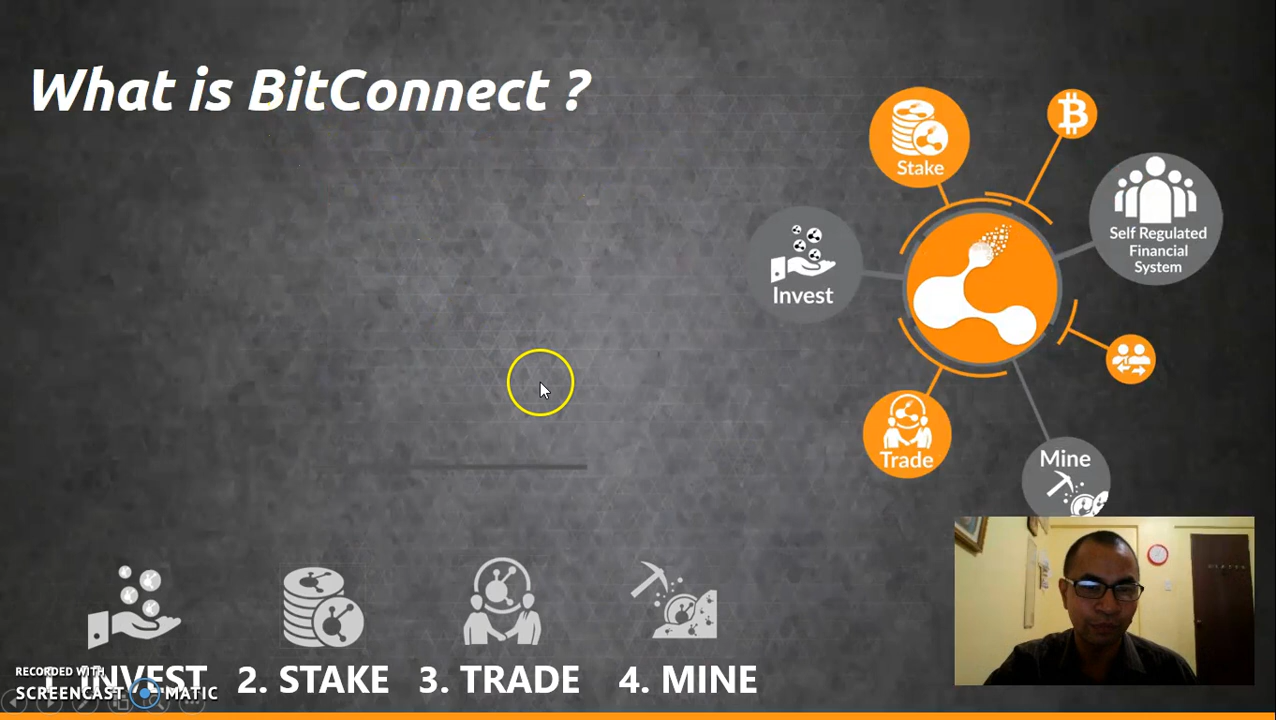 What is BitConnect ?
Stake
Self Regulated
Financial
System
Invest
Trade
Mine
RECORDED WITH
SCREENCAST MATIC
INVEST
2. STAKE
3. TRADE
4. MINE